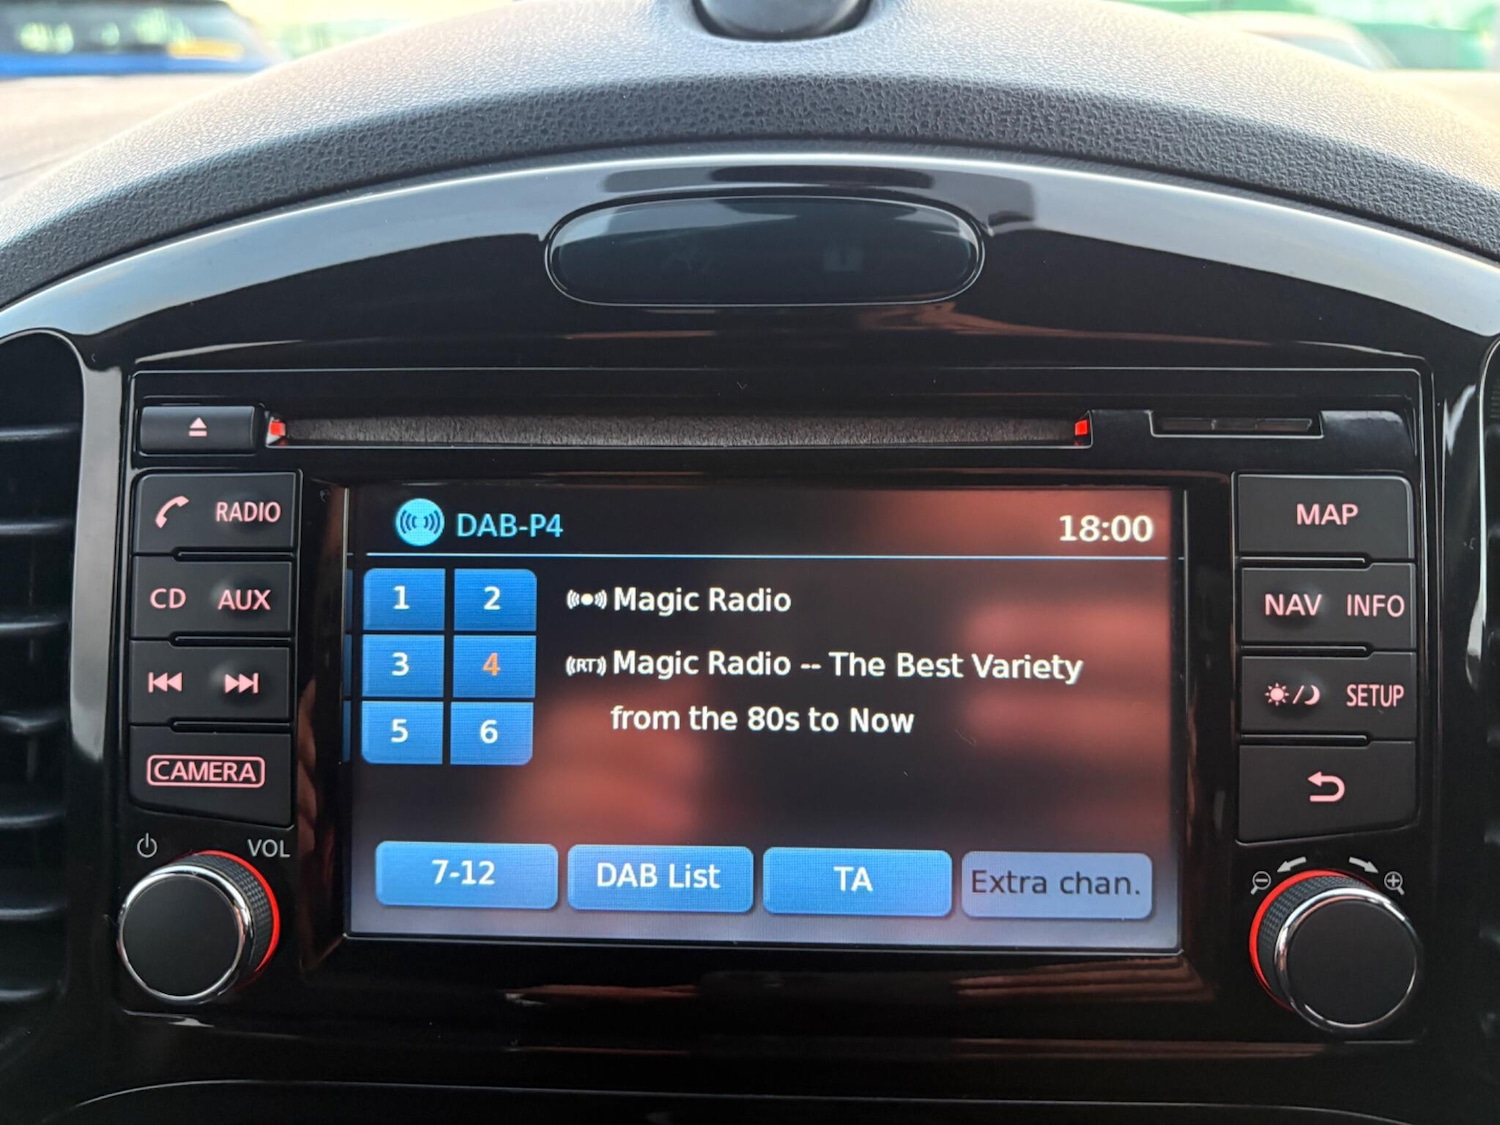 DAB-P4
18:00
1 2
Magic Radio
3 4
(RT) Magic Radio -- The Best Variety
from the 80s to Now
5 6
7-12
DAB List
TA
Extra chan.
RADIO
CD AUX
CAMERA
VOL
MAP
NAV INFO
SETUP